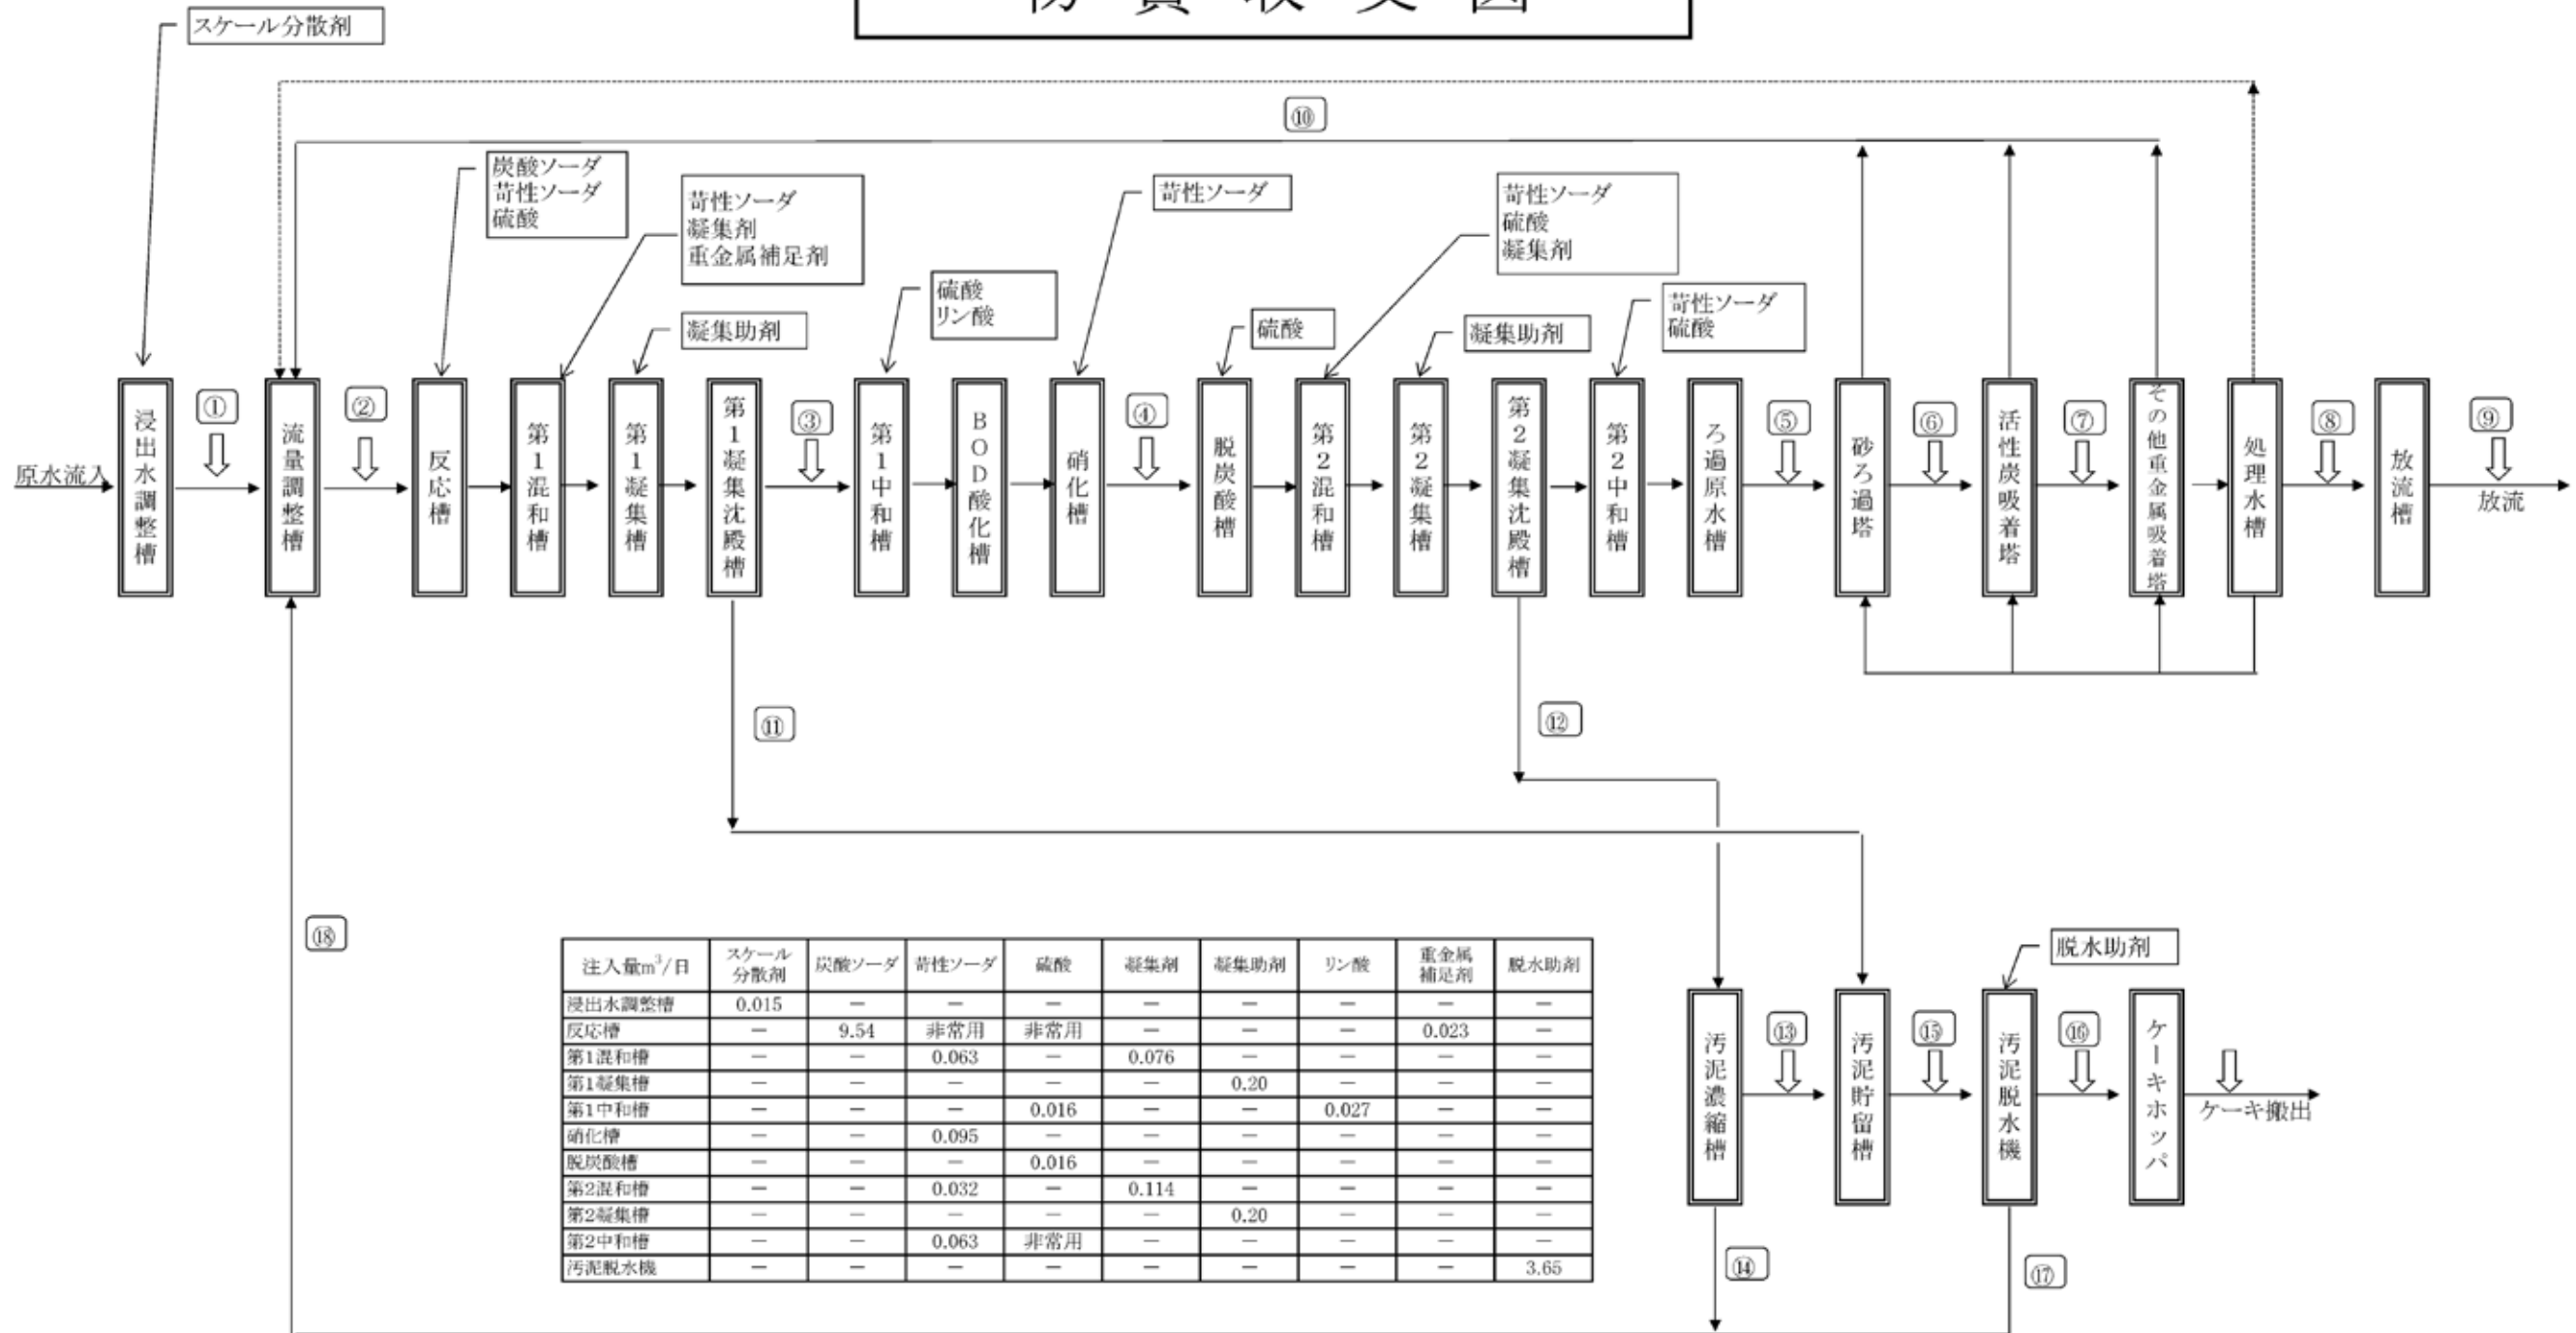 スケール分散剤
⑩
炭酸ソーダ
苛性ソーダ
硫酸
苛性ソーダ
凝集剤
重金属補足剤
凝集助剤
硫酸
リン酸
苛性ソーダ
硫酸
苛性ソーダ
硫酸
凝集剤
凝集助剤
苛性ソーダ
硫酸
原水流入
浸出水調整槽
①
流量調整槽
②
反応槽
第1混和槽
第1凝集槽
第1凝集沈殿槽
③
第1中和槽
BOD酸化槽
硝化槽
④
脱炭酸槽
第2混和槽
第2凝集槽
第2凝集沈殿槽
第2中和槽
ろ過原水槽
⑤
砂ろ過塔
⑥
活性炭吸着塔
⑦
その他重金属吸着塔
処理水槽
⑧
放流槽
⑨
放流
⑪
⑫
⑱
注入量m³/日 スケール分散剤 炭酸ソーダ 苛性ソーダ 硫酸 凝集剤 凝集助剤 リン酸 重金属補足剤 脱水助剤
浸出水調整槽 0.015 － － － － － － － －
反応槽 － 9.54 非常用 非常用 － － － 0.023 －
第1混和槽 － － 0.063 － 0.076 － － － －
第1凝集槽 － － － － － 0.20 － － －
第1中和槽 － － － 0.016 － － 0.027 － －
硝化槽 － － 0.095 － － － － － －
脱炭酸槽 － － － 0.016 － － － － －
第2混和槽 － － 0.032 － 0.114 － － － －
第2凝集槽 － － － － － 0.20 － － －
第2中和槽 － － 0.063 非常用 － － － － －
汚泥脱水機 － － － － － － － － 3.65
脱水助剤
汚泥濃縮槽
⑬
汚泥貯留槽
⑮
汚泥脱水機
⑯
ケーキホッパ
ケーキ搬出
⑭
⑰